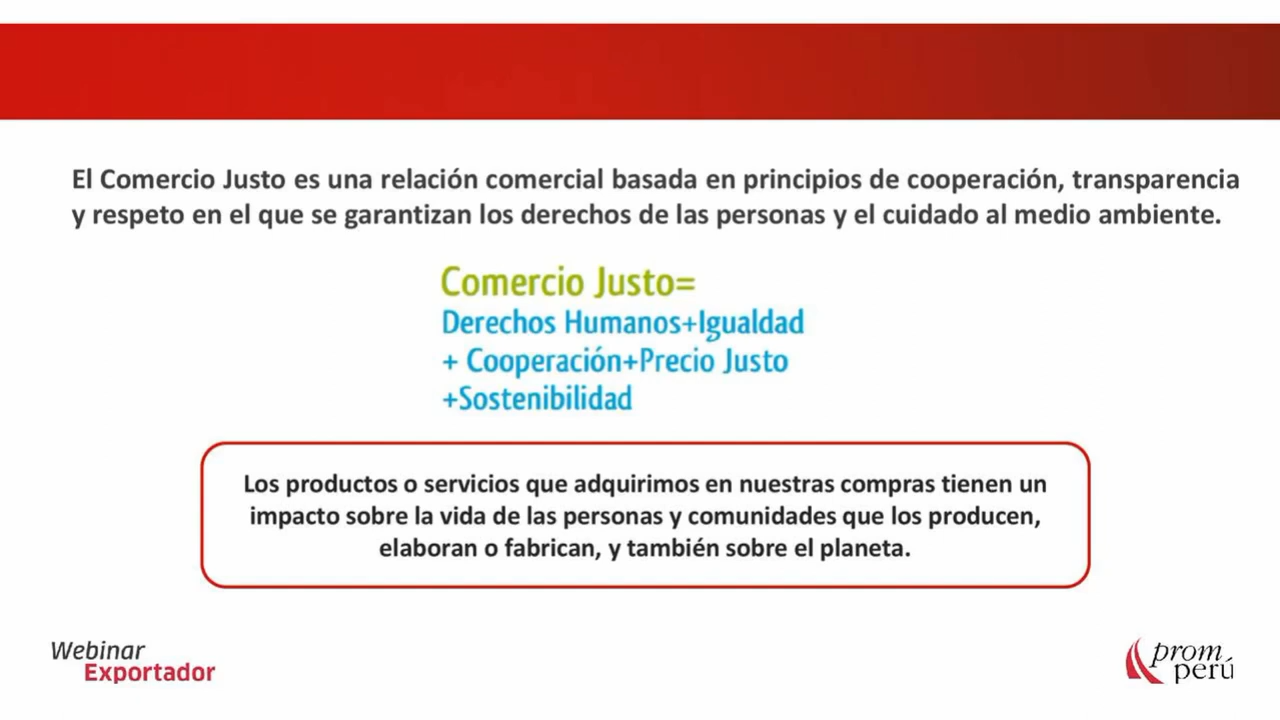 El Comercio Justo es una relación comercial basada en principios de cooperación, transparencia
y respeto en el que se garantizan los derechos de las personas y el cuidado al medio ambiente.
Comercio Justo=
Derechos Humanos+Igualdad
+ Cooperación+Precio Justo
+Sostenibilidad
Los productos o servicios que adquirimos en nuestras compras tienen un
impacto sobre la vida de las personas y comunidades que los producen,
elaboran o fabrican, y también sobre el planeta.
Webinar
Exportador
prom
perú